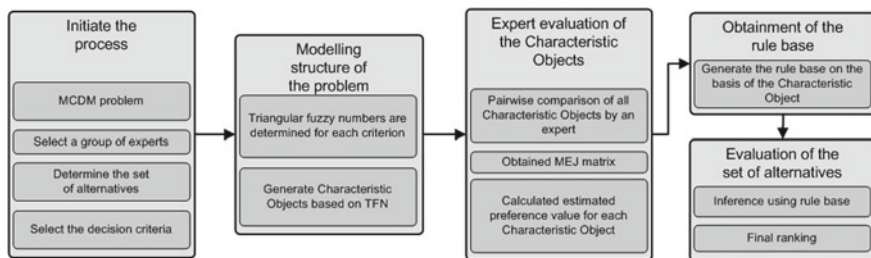 Initiate the
process
MCDM problem
Select a group of experts
Determine the set
of alternatives
Select the decision criteria
Modelling
structure of
the problem
Triangular fuzzy numbers are
determined for each criterion
Generate Characteristic
Objects based on TFN
Expert evaluation of
the Characteristic
Objects
Pairwise comparison of all
Characteristic Objects by an
expert
Obtained MEJ matrix
Calculated estimated
preference value for each
Characteristic Object
Obtainment of the
rule base
Generate the rule base on the
basis of the Characteristic
Object
Evaluation of the
set of alternatives
Inference using rule base
Final ranking